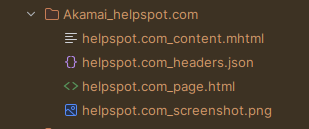 Akamai_helpspot.com
helpspot.com_content.mhtml
helpspot.com_headers.json
helpspot.com_page.html
helpspot.com_screenshot.png